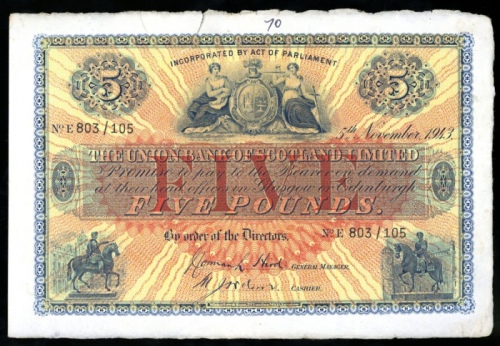 70
INCORPORATED BY ACT OF PARLIAMENT
5 5
No E 803/105
5th November, 1913
THE UNION BANK OF SCOTLAND LIMITED
Promise to pay to the Bearer on demand
at their head offices in Glasgow or Edinburgh
FIVE
FIVE POUNDS.
By order of the Directors. No E 803/105
GENERAL MANAGER.
CASHIER.